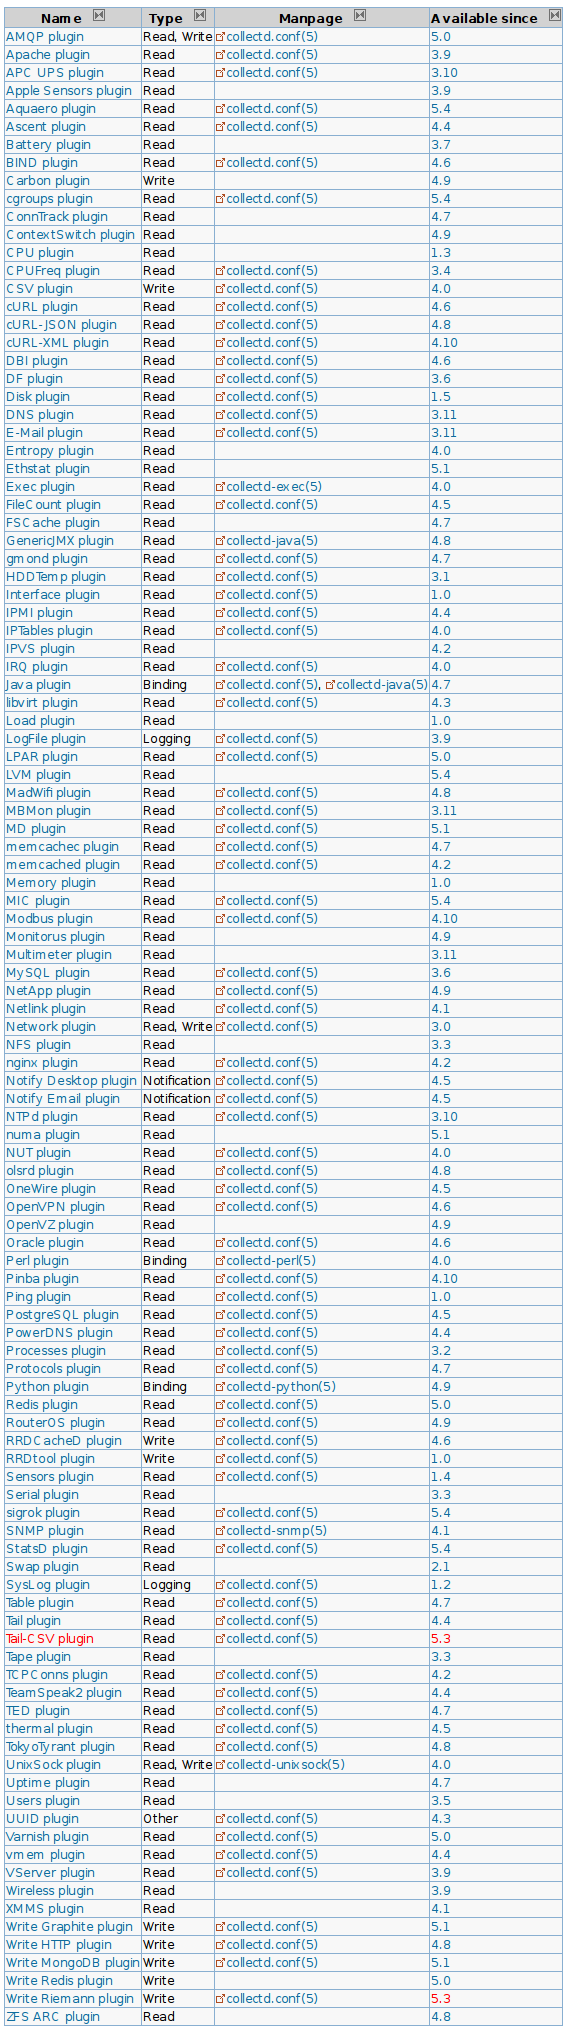 Name Type Manpage Available since
AMQP plugin Read, Write collectd.conf(5) 5.0
Apache plugin Read collectd.conf(5) 3.9
APC UPS plugin Read collectd.conf(5) 3.10
Apple Sensors plugin Read 3.9
Aquaero plugin Read collectd.conf(5) 5.4
Ascent plugin Read collectd.conf(5) 4.4
Battery plugin Read 3.7
BIND plugin Read collectd.conf(5) 4.6
Carbon plugin Write 4.9
cgroups plugin Read collectd.conf(5) 5.4
ConnTrack plugin Read 4.7
ContextSwitch plugin Read 4.9
CPU plugin Read 1.3
CPUFreq plugin Read collectd.conf(5) 3.4
CSV plugin Write collectd.conf(5) 4.0
cURL plugin Read collectd.conf(5) 4.6
cURL-JSON plugin Read collectd.conf(5) 4.8
cURL-XML plugin Read collectd.conf(5) 4.10
DBI plugin Read collectd.conf(5) 4.6
DF plugin Read collectd.conf(5) 3.6
Disk plugin Read collectd.conf(5) 1.5
DNS plugin Read collectd.conf(5) 3.11
E-Mail plugin Read collectd.conf(5) 3.11
Entropy plugin Read 4.0
Ethstat plugin Read 5.1
Exec plugin Read collectd-exec(5) 4.0
FileCount plugin Read collectd.conf(5) 4.5
FSCache plugin Read 4.7
GenericJMX plugin Read collectd-java(5) 4.8
gmond plugin Read collectd.conf(5) 4.7
HDDTemp plugin Read collectd.conf(5) 3.1
Interface plugin Read collectd.conf(5) 1.0
IPMI plugin Read collectd.conf(5) 4.4
IPTables plugin Read collectd.conf(5) 4.0
IPVS plugin Read 4.2
IRQ plugin Read collectd.conf(5) 4.0
Java plugin Binding collectd.conf(5), collectd-java(5) 4.7
libvirt plugin Read collectd.conf(5) 4.3
Load plugin Read 1.0
LogFile plugin Logging collectd.conf(5) 3.9
LPAR plugin Read collectd.conf(5) 5.0
LVM plugin Read 5.4
MadWifi plugin Read collectd.conf(5) 4.8
MBMon plugin Read collectd.conf(5) 3.11
MD plugin Read collectd.conf(5) 5.1
memcachec plugin Read collectd.conf(5) 4.7
memcached plugin Read collectd.conf(5) 4.2
Memory plugin Read 1.0
MIC plugin Read collectd.conf(5) 5.4
Modbus plugin Read collectd.conf(5) 4.10
Monitorus plugin Read 4.9
Multimeter plugin Read 3.11
MySQL plugin Read collectd.conf(5) 3.6
NetApp plugin Read collectd.conf(5) 4.9
Netlink plugin Read collectd.conf(5) 4.1
Network plugin Read, Write collectd.conf(5) 3.0
NFS plugin Read 3.3
nginx plugin Read collectd.conf(5) 4.2
Notify Desktop plugin Notification collectd.conf(5) 4.5
Notify Email plugin Notification collectd.conf(5) 4.5
NTPd plugin Read collectd.conf(5) 3.10
numa plugin Read 5.1
NUT plugin Read collectd.conf(5) 4.0
olsrd plugin Read collectd.conf(5) 4.8
OneWire plugin Read collectd.conf(5) 4.5
OpenVPN plugin Read collectd.conf(5) 4.6
OpenVZ plugin Read 4.9
Oracle plugin Read collectd.conf(5) 4.6
Perl plugin Binding collectd-perl(5) 4.0
Pinba plugin Read collectd.conf(5) 4.10
Ping plugin Read collectd.conf(5) 1.0
PostgreSQL plugin Read collectd.conf(5) 4.5
PowerDNS plugin Read collectd.conf(5) 4.4
Processes plugin Read collectd.conf(5) 3.2
Protocols plugin Read collectd.conf(5) 4.7
Python plugin Binding collectd-python(5) 4.9
Redis plugin Read collectd.conf(5) 5.0
RouterOS plugin Read collectd.conf(5) 4.9
RRDCacheD plugin Write collectd.conf(5) 4.6
RRDtool plugin Write collectd.conf(5) 1.0
Sensors plugin Read collectd.conf(5) 1.4
Serial plugin Read 3.3
sigrok plugin Read collectd.conf(5) 5.4
SNMP plugin Read collectd-snmp(5) 4.1
StatsD plugin Read collectd.conf(5) 5.4
Swap plugin Read 2.1
SysLog plugin Logging collectd.conf(5) 1.2
Table plugin Read collectd.conf(5) 4.7
Tail plugin Read collectd.conf(5) 4.4
Tail-CSV plugin Read collectd.conf(5) 5.3
Tape plugin Read 3.3
TCPConns plugin Read collectd.conf(5) 4.2
TeamSpeak2 plugin Read collectd.conf(5) 4.4
TED plugin Read collectd.conf(5) 4.7
thermal plugin Read collectd.conf(5) 4.5
TokyoTyrant plugin Read collectd.conf(5) 4.8
UnixSock plugin Read, Write collectd-unixsock(5) 4.0
Uptime plugin Read 4.7
Users plugin Read 3.5
UUID plugin Other collectd.conf(5) 4.3
Varnish plugin Read collectd.conf(5) 5.0
vmem plugin Read collectd.conf(5) 4.4
VServer plugin Read collectd.conf(5) 3.9
Wireless plugin Read 3.9
XMMS plugin Read 4.1
Write Graphite plugin Write collectd.conf(5) 5.1
Write HTTP plugin Write collectd.conf(5) 4.8
Write MongoDB plugin Write collectd.conf(5) 5.1
Write Redis plugin Write 5.0
Write Riemann plugin Write collectd.conf(5) 5.3
ZFS ARC plugin Read 4.8